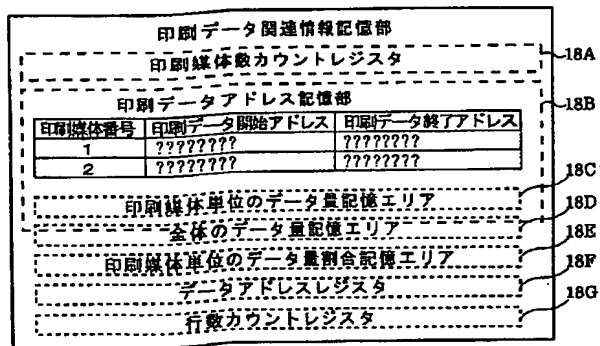 印刷データ関連情報記憶部
印刷媒体数カウントレジスタ
18A
印刷データアドレス記憶部
18B
印刷媒体番号 印刷データ開始アドレス 印刷データ終了アドレス
1 ???????? ????????
2 ???????? ????????
18C
印刷媒体単位のデータ量記憶エリア
18D
全体のデータ量記憶エリア
18E
印刷媒体単位のデータ量割合記憶エリア
18F
データアドレスレジスタ
18G
行数カウントレジスタ